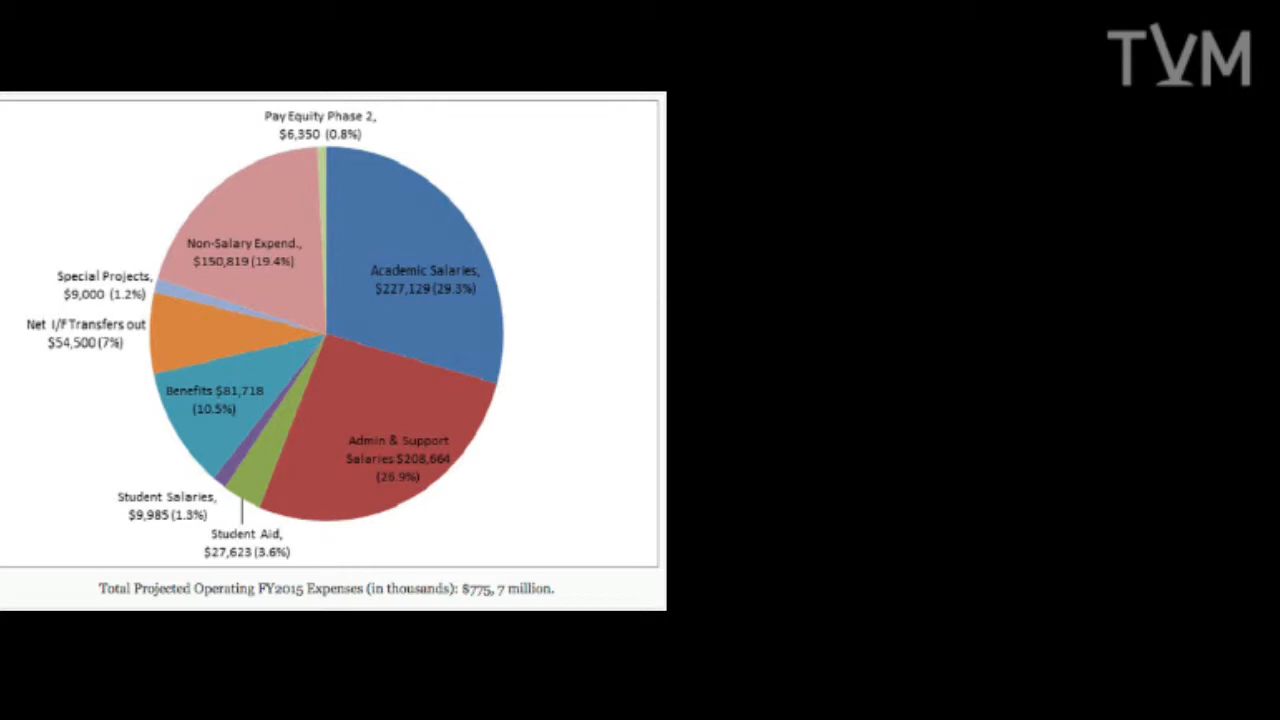 TVM
Pay Equity Phase 2,
$6,350 (0.8%)
Non-Salary Expend.,
$150,819 (19.4%)
Academic Salaries,
$227,129 (29.3%)
Special Projects,
$9,000 (1.2%)
Net I/F Transfers out
$54,500 (7%)
Benefits $81,718
(10.5%)
Admin & Support
Salaries $208,664
(26.9%)
Student Salaries,
$9,985 (1.3%)
Student Aid,
$27,623 (3.6%)
Total Projected Operating FY2015 Expenses (in thousands): $775, 7 million.